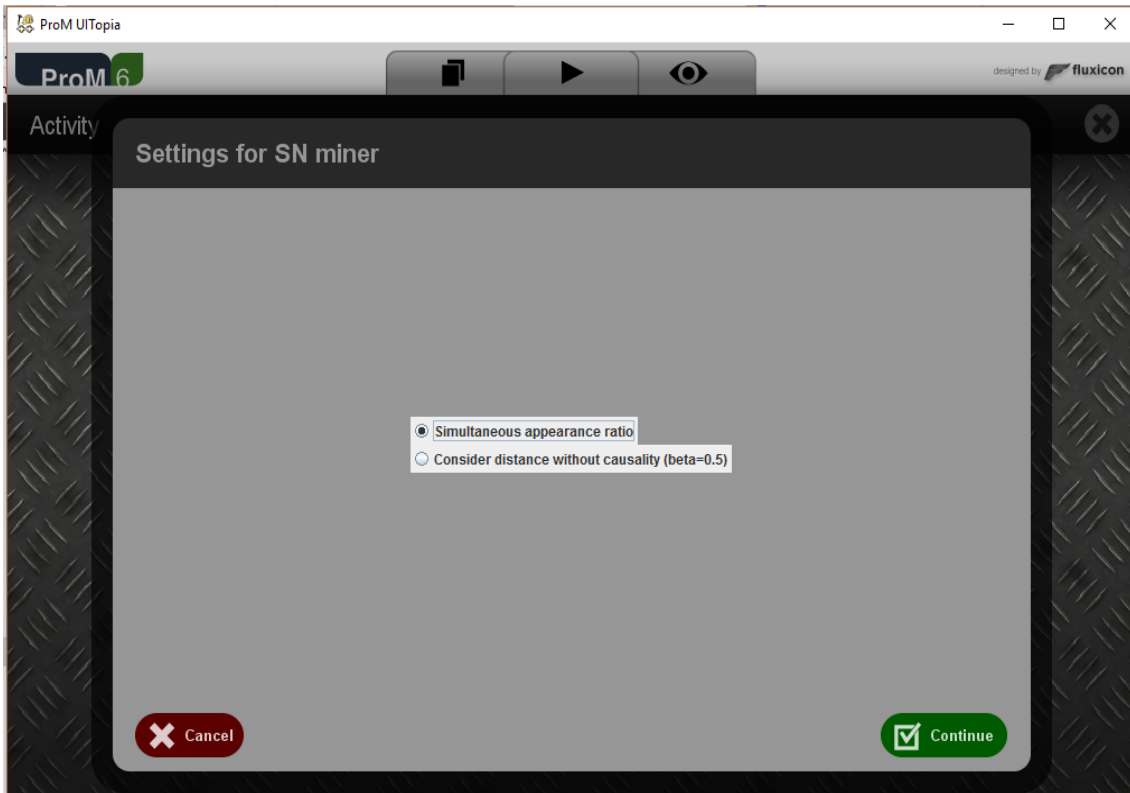 ProM UITopia
ProM 6
designed by fluxicon
Activity
Settings for SN miner
Simultaneous appearance ratio
Consider distance without causality (beta=0.5)
Cancel
Continue